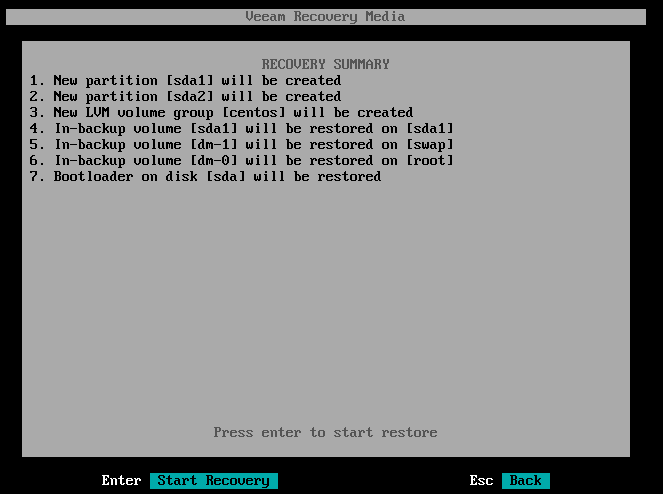 Veeam Recovery Media
RECOVERY SUMMARY
1. New partition [sda1] will be created
2. New partition [sda2] will be created
3. New LVM volume group [centos] will be created
4. In-backup volume [sda1] will be restored on [sda1]
5. In-backup volume [dm-1] will be restored on [swap]
6. In-backup volume [dm-0] will be restored on [root]
7. Bootloader on disk [sda] will be restored
Press enter to start restore
Enter Start Recovery Esc Back